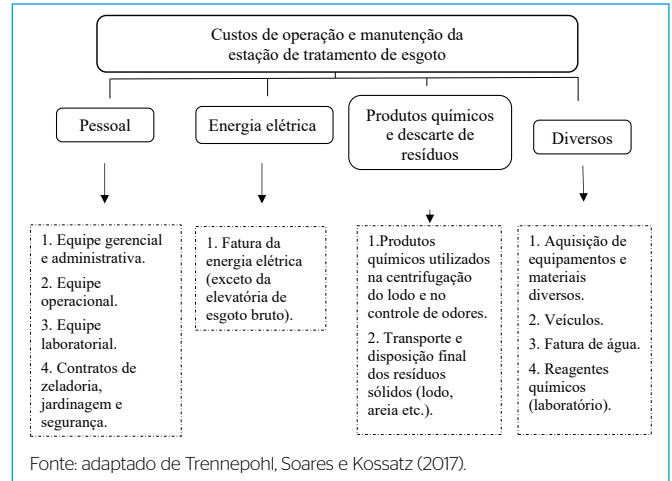 Custos de operação e manutenção da
estação de tratamento de esgoto
Pessoal
Energia elétrica
Produtos químicos
e descarte de
resíduos
Diversos
1. Equipe gerencial
e administrativa.
2. Equipe
operacional.
3. Equipe
laboratorial.
4. Contratos de
zeladoria,
jardinagem e
segurança.
1. Fatura da
energia elétrica
(exceto da
elevatória de
esgoto bruto).
1.Produtos
químicos utilizados
na centrifugação
do lodo e no
controle de odores.
2. Transporte e
disposição final
dos resíduos
sólidos (lodo,
areia etc.).
1. Aquisição de
equipamentos e
materiais
diversos.
2. Veículos.
3. Fatura de água.
4. Reagentes
químicos
(laboratório).
Fonte: adaptado de Trennepohl, Soares e Kossatz (2017).